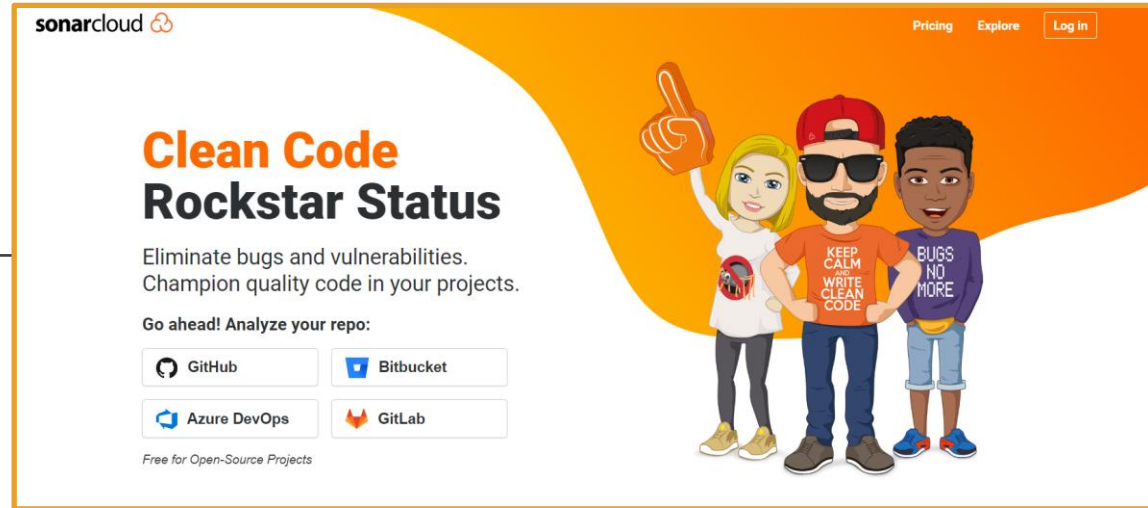 sonarcloud
Pricing Explore Log in
Clean Code
Rockstar Status
Eliminate bugs and vulnerabilities.
Champion quality code in your projects.
Go ahead! Analyze your repo:
GitHub Bitbucket
Azure DevOps GitLab
Free for Open-Source Projects
KEEP
CALM
AND
WRITE
CLEAN
CODE
BUGS
NO
MORE